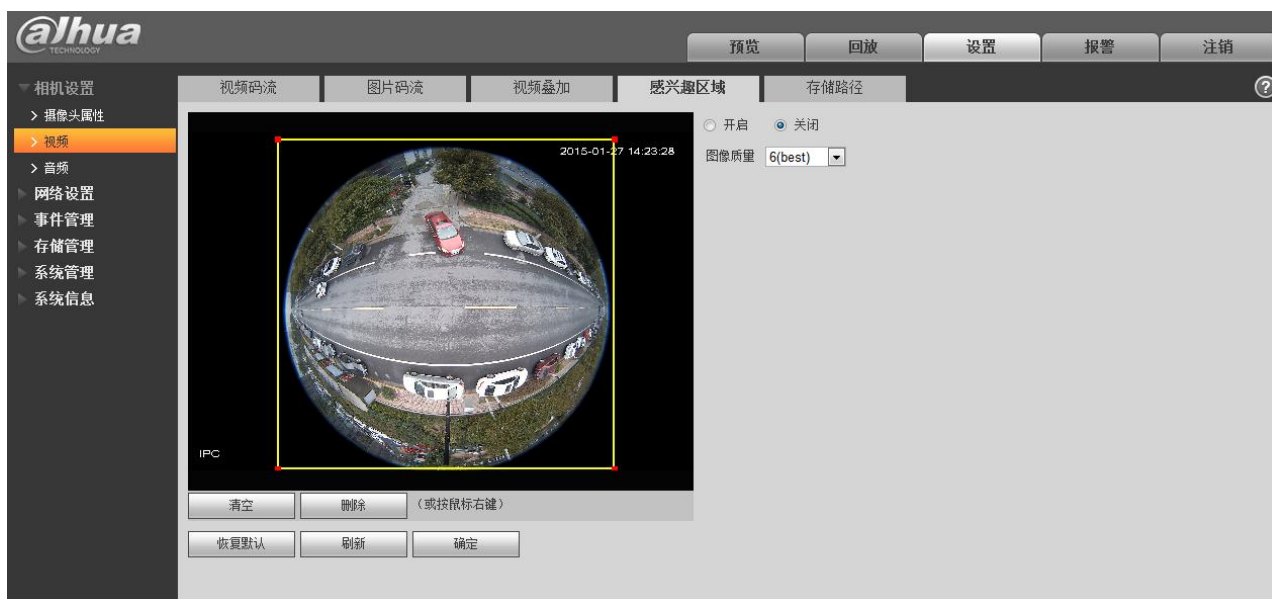 alhua
TECHNOLOGY
预览 回放 设置 报警 注销
相机设置
视频码流 图片码流 视频叠加 感兴趣区域 存储路径 ?
> 摄像头属性
> 视频
> 音频
网络设置
事件管理
存储管理
系统管理
系统信息
开启 关闭
图像质量 6(best)
2015-01-27 14:23:28
IPC
清空 删除 (或按鼠标右键)
恢复默认 刷新 确定